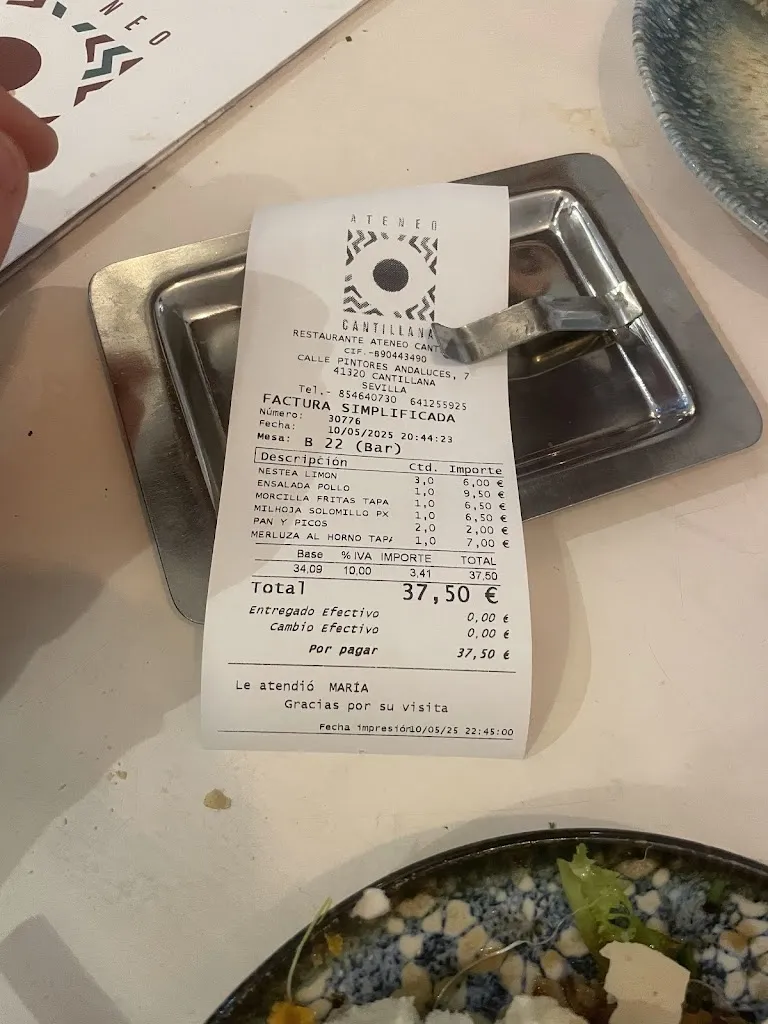 NEO
ATENEO
CANTILLANA
RESTAURANTE ATENEO CANT
CIF.-B90443490
CALLE PINTORES ANDALUCES, 7
41320 CANTILLANA
SEVILLA
Tel.- 854640730 641255925
FACTURA SIMPLIFICADA
Número: 30776
Fecha: 10/05/2025 20:44:23
Mesa: B 22 (Bar)
Descripción Ctd. Importe
NESTEA LIMON 3,0 6,00 €
ENSALADA POLLO 1,0 9,50 €
MORCILLA FRITAS TAPA 1,0 6,50 €
MILHOJA SOLOMILLO PX 1,0 6,50 €
PAN Y PICOS 2,0 2,00 €
MERLUZA AL HORNO TAPA 1,0 7,00 €
Base % IVA IMPORTE TOTAL
34,09 10,00 3,41 37,50
Total 37,50 €
Entregado Efectivo 0,00 €
Cambio Efectivo 0,00 €
Por pagar 37,50 €
Le atendió MARÍA
Gracias por su visita
Fecha impresión10/05/25 22:45:00